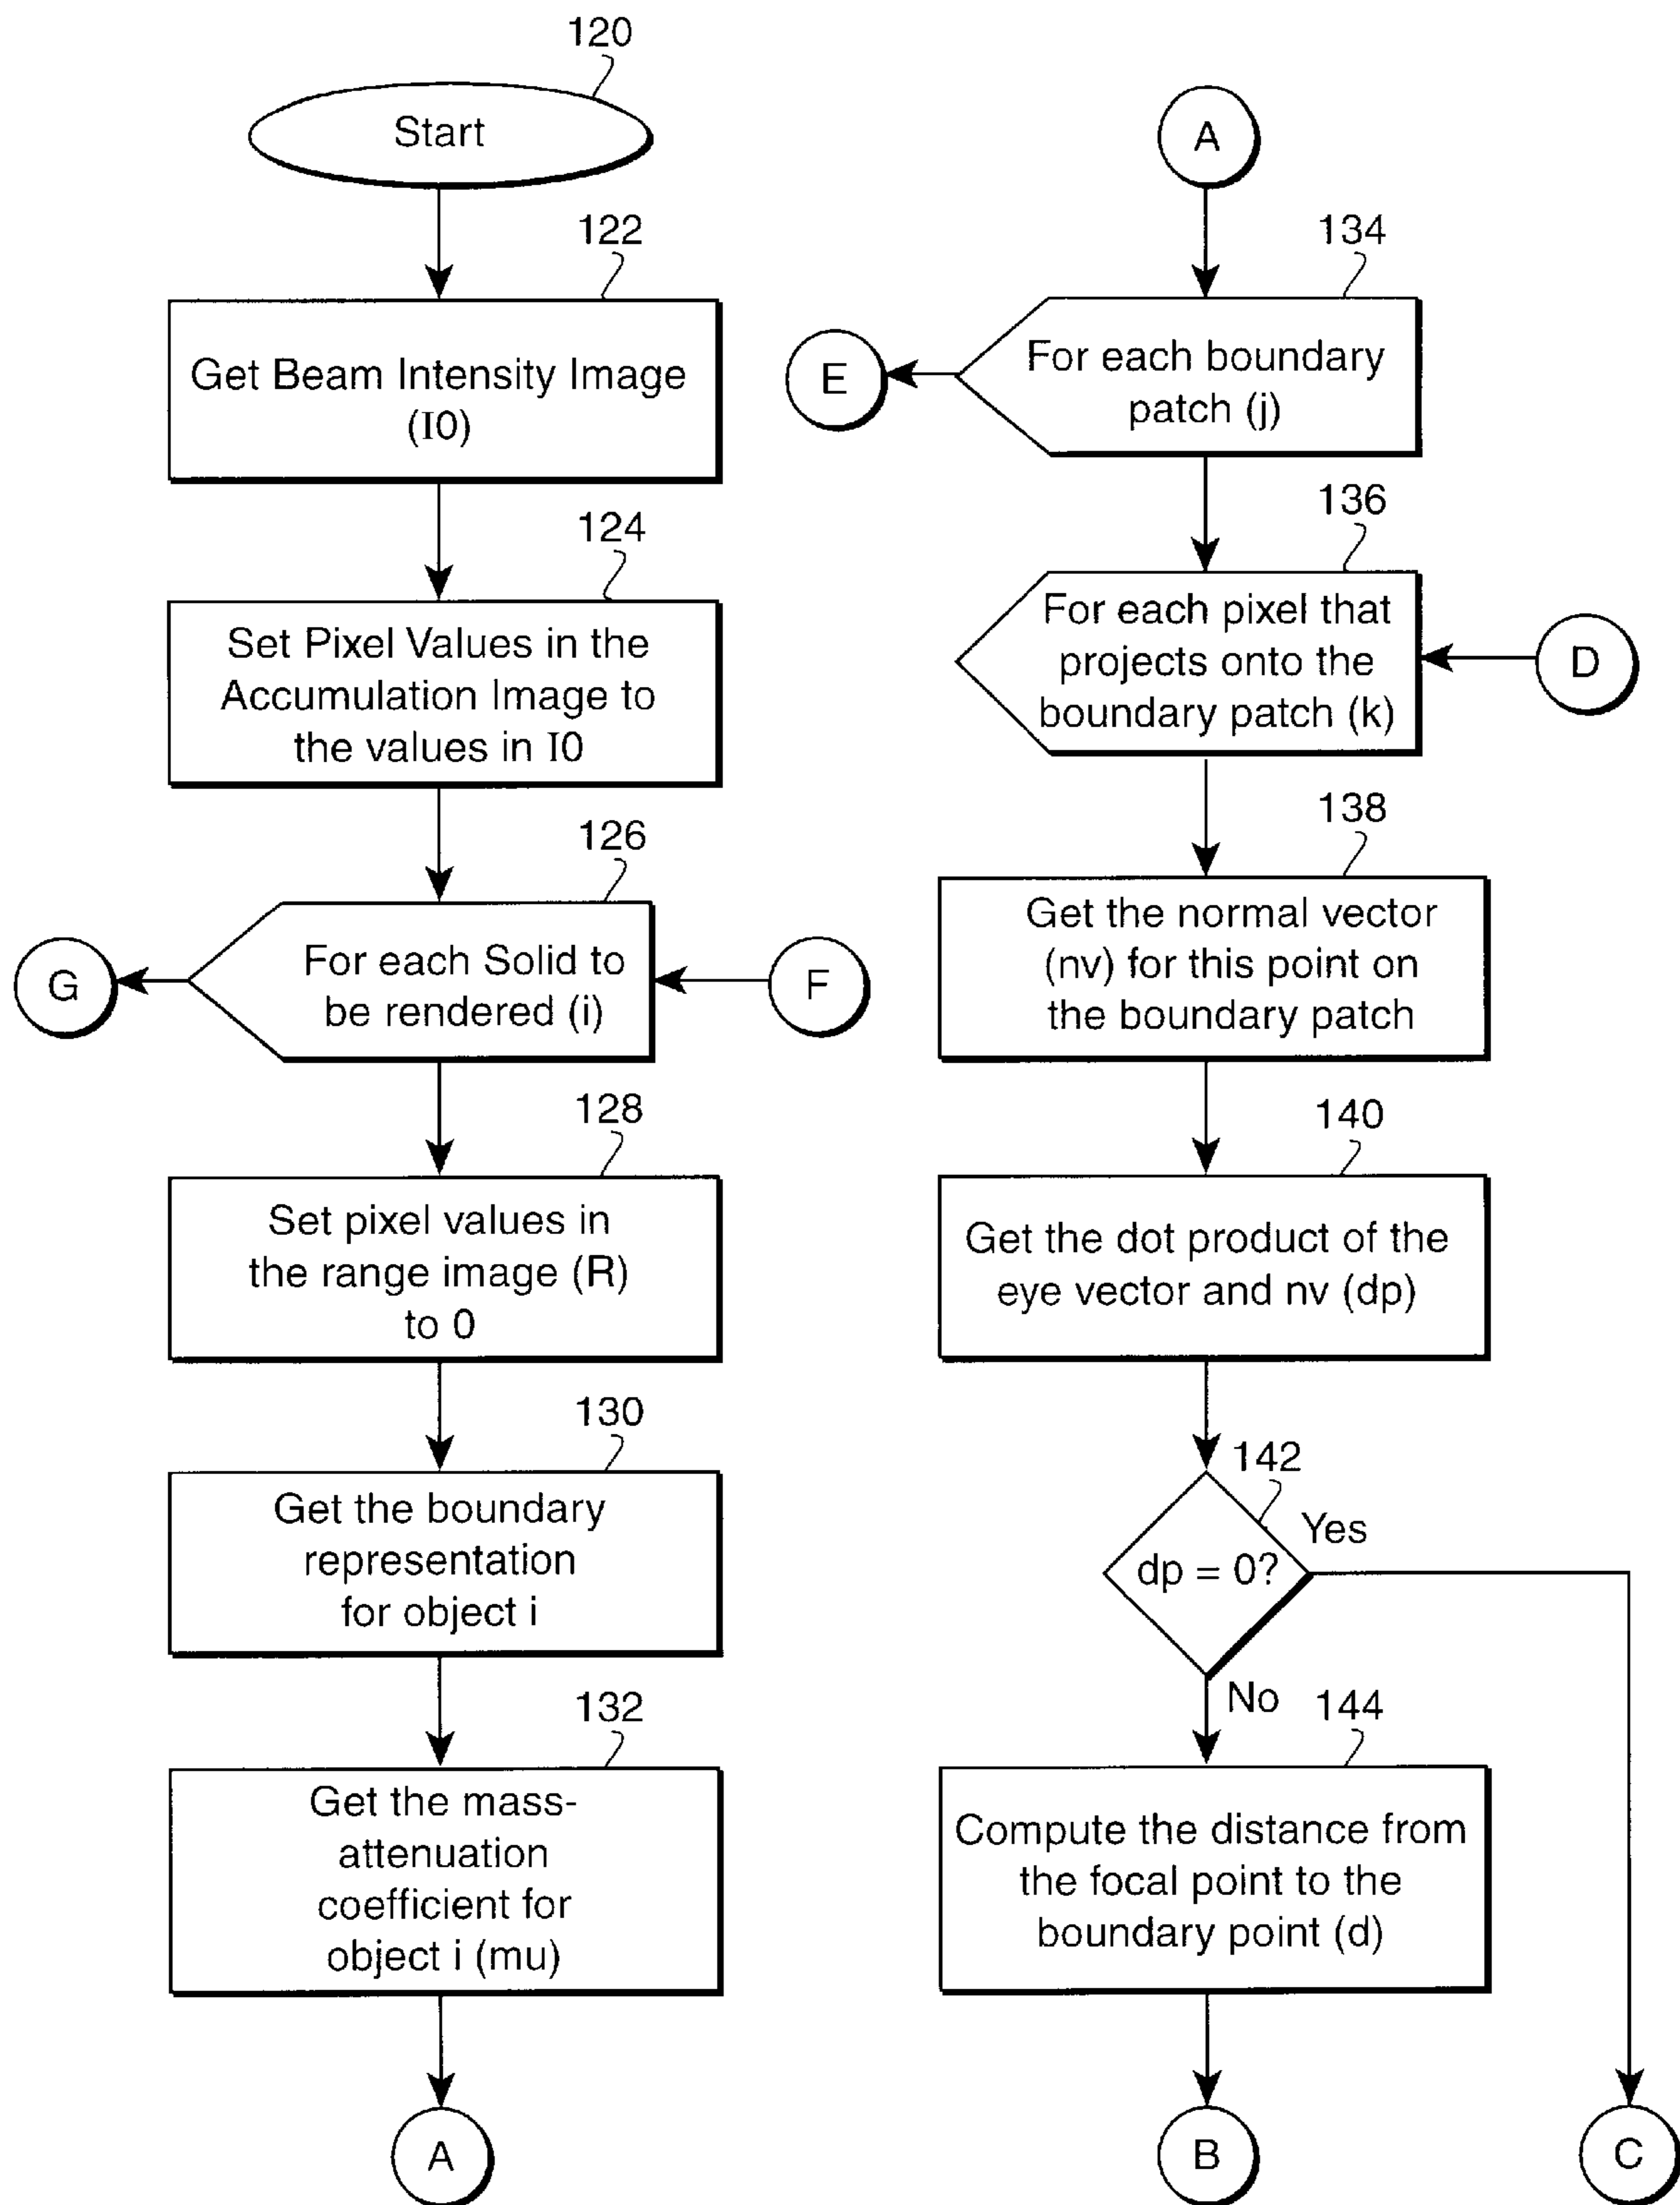 120
Start
122
Get Beam Intensity Image
(I0)
124
Set Pixel Values in the
Accumulation Image to
the values in I0
126
For each Solid to
be rendered (i)
G
F
128
Set pixel values in
the range image (R)
to 0
130
Get the boundary
representation
for object i
132
Get the mass-
attenuation
coefficient for
object i (mu)
A
A
134
For each boundary
patch (j)
E
136
For each pixel that
projects onto the
boundary patch (k)
D
138
Get the normal vector
(nv) for this point on
the boundary patch
140
Get the dot product of the
eye vector and nv (dp)
142
dp = 0?
Yes
No
144
Compute the distance from
the focal point to the
boundary point (d)
B
C